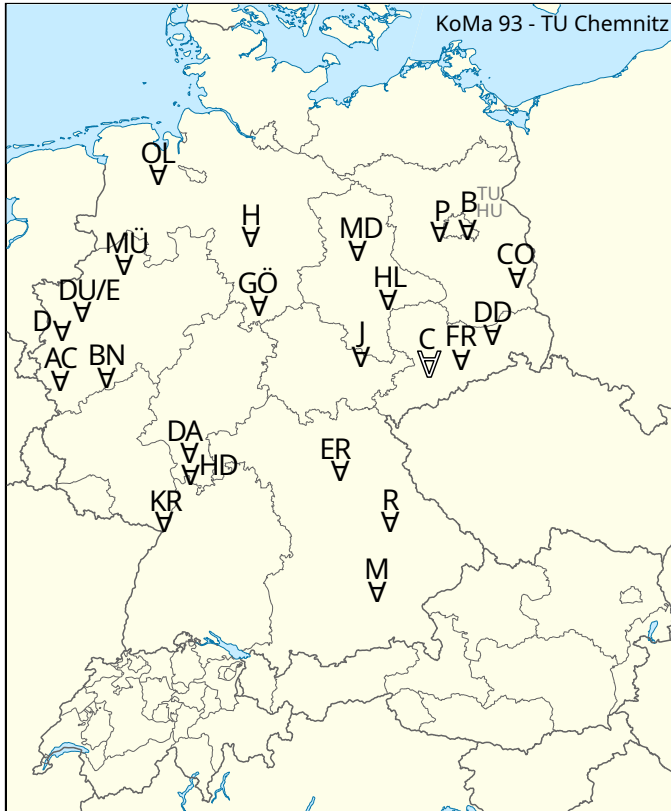 KoMa 93 - TU Chemnitz
OL
∀
B
TU
HU
P
∀
∀
H
∀
MD
∀
MÜ
∀
CO
∀
HL
∀
DU/E
∀
GÖ
∀
D
∀
DD
∀
J
∀
C
∀
FR
∀
AC
∀
BN
∀
DA
∀
HD
∀
ER
∀
KR
∀
R
∀
M
∀